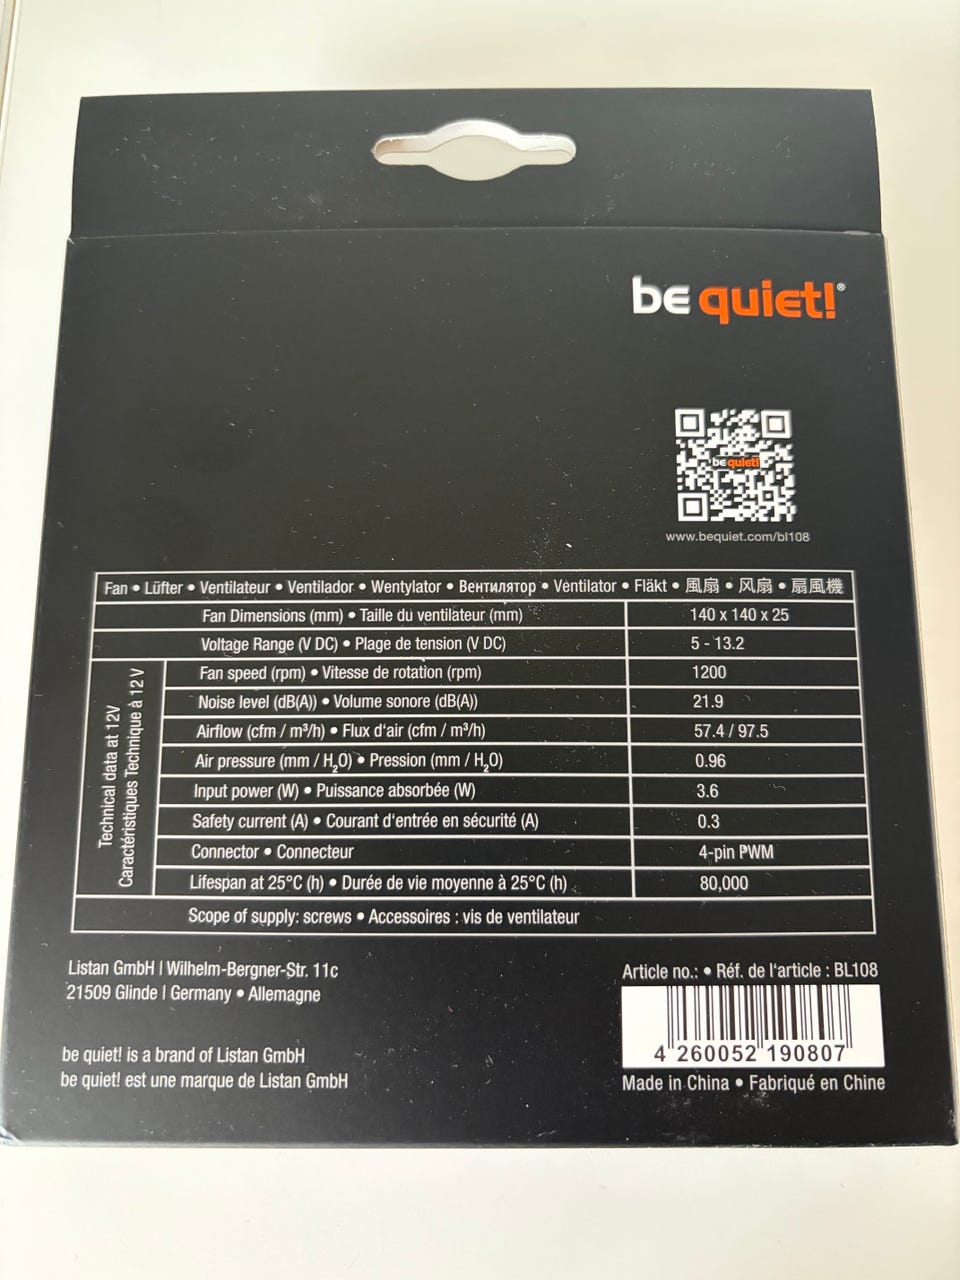 be quiet!®
be quiet!
www.bequiet.com/bl108
Fan • Lüfter • Ventilateur • Ventilador • Wentylator • Вентилятор • Ventilator • Fläkt • 風扇 • 风扇 • 扇風機
Fan Dimensions (mm) • Taille du ventilateur (mm) 140 x 140 x 25
Voltage Range (V DC) • Plage de tension (V DC) 5 - 13.2
Technical data at 12V
Caractéristiques Technique à 12 V
Fan speed (rpm) • Vitesse de rotation (rpm) 1200
Noise level (dB(A)) • Volume sonore (dB(A)) 21.9
Airflow (cfm / m³/h) • Flux d‘air (cfm / m³/h) 57.4 / 97.5
Air pressure (mm / H₂O) • Pression (mm / H₂O) 0.96
Input power (W) • Puissance absorbée (W) 3.6
Safety current (A) • Courant d‘entrée en sécurité (A) 0.3
Connector • Connecteur 4-pin PWM
Lifespan at 25°C (h) • Durée de vie moyenne à 25°C (h) 80,000
Scope of supply: screws • Accessoires : vis de ventilateur
Listan GmbH | Wilhelm-Bergner-Str. 11c
21509 Glinde | Germany • Allemagne
be quiet! is a brand of Listan GmbH
be quiet! est une marque de Listan GmbH
Article no.: • Réf. de l‘article : BL108
4 260052 190807
Made in China • Fabriqué en Chine